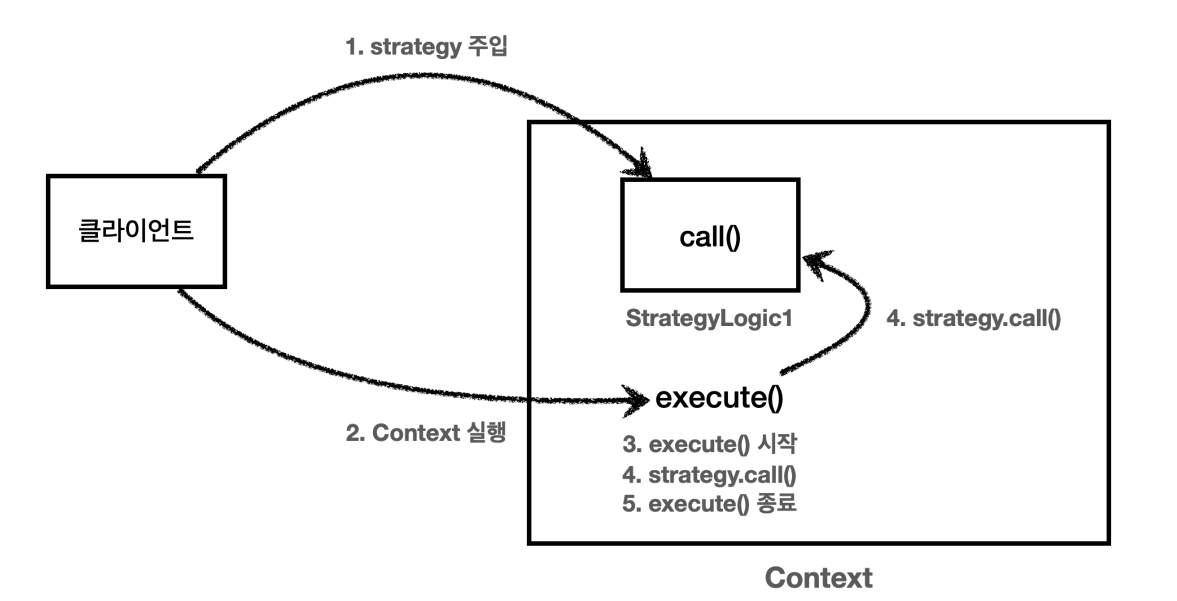 1. strategy 주입
클라이언트
call()
StrategyLogic1
4. strategy.call()
execute()
2. Context 실행
3. execute() 시작
4. strategy.call()
5. execute() 종료
Context